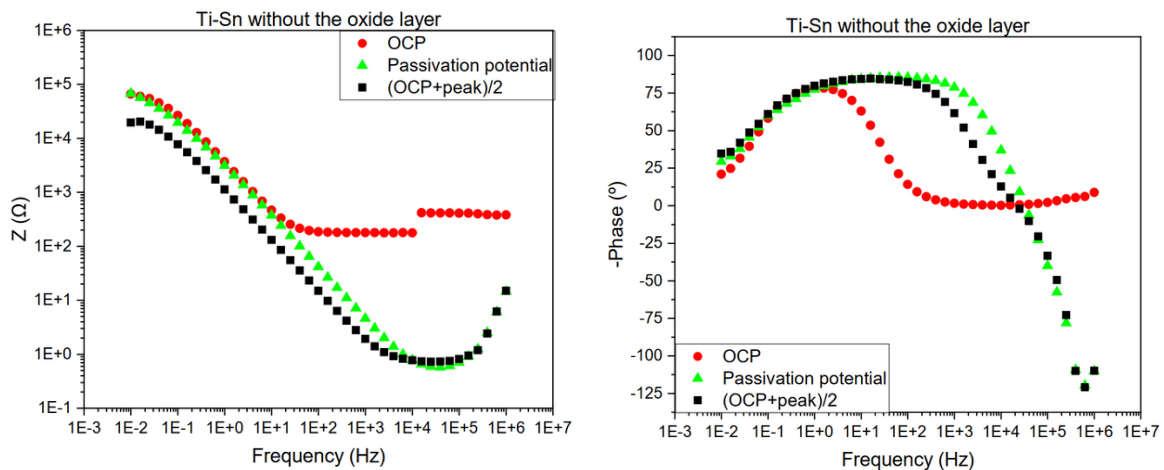 Ti-Sn without the oxide layer
1E+6
1E+5
1E+4
1E+3
1E+2
1E+1
1E+0
1E-1
Z (Ω)
OCP
Passivation potential
(OCP+peak)/2
1E-3 1E-2 1E-1 1E+0 1E+1 1E+2 1E+3 1E+4 1E+5 1E+6 1E+7
Frequency (Hz)
Ti-Sn without the oxide layer
100
75
50
25
0
-25
-50
-75
-100
-125
-Phase (°)
OCP
Passivation potential
(OCP+peak)/2
1E-3 1E-2 1E-1 1E+0 1E+1 1E+2 1E+3 1E+4 1E+5 1E+6 1E+7
Frequency (Hz)